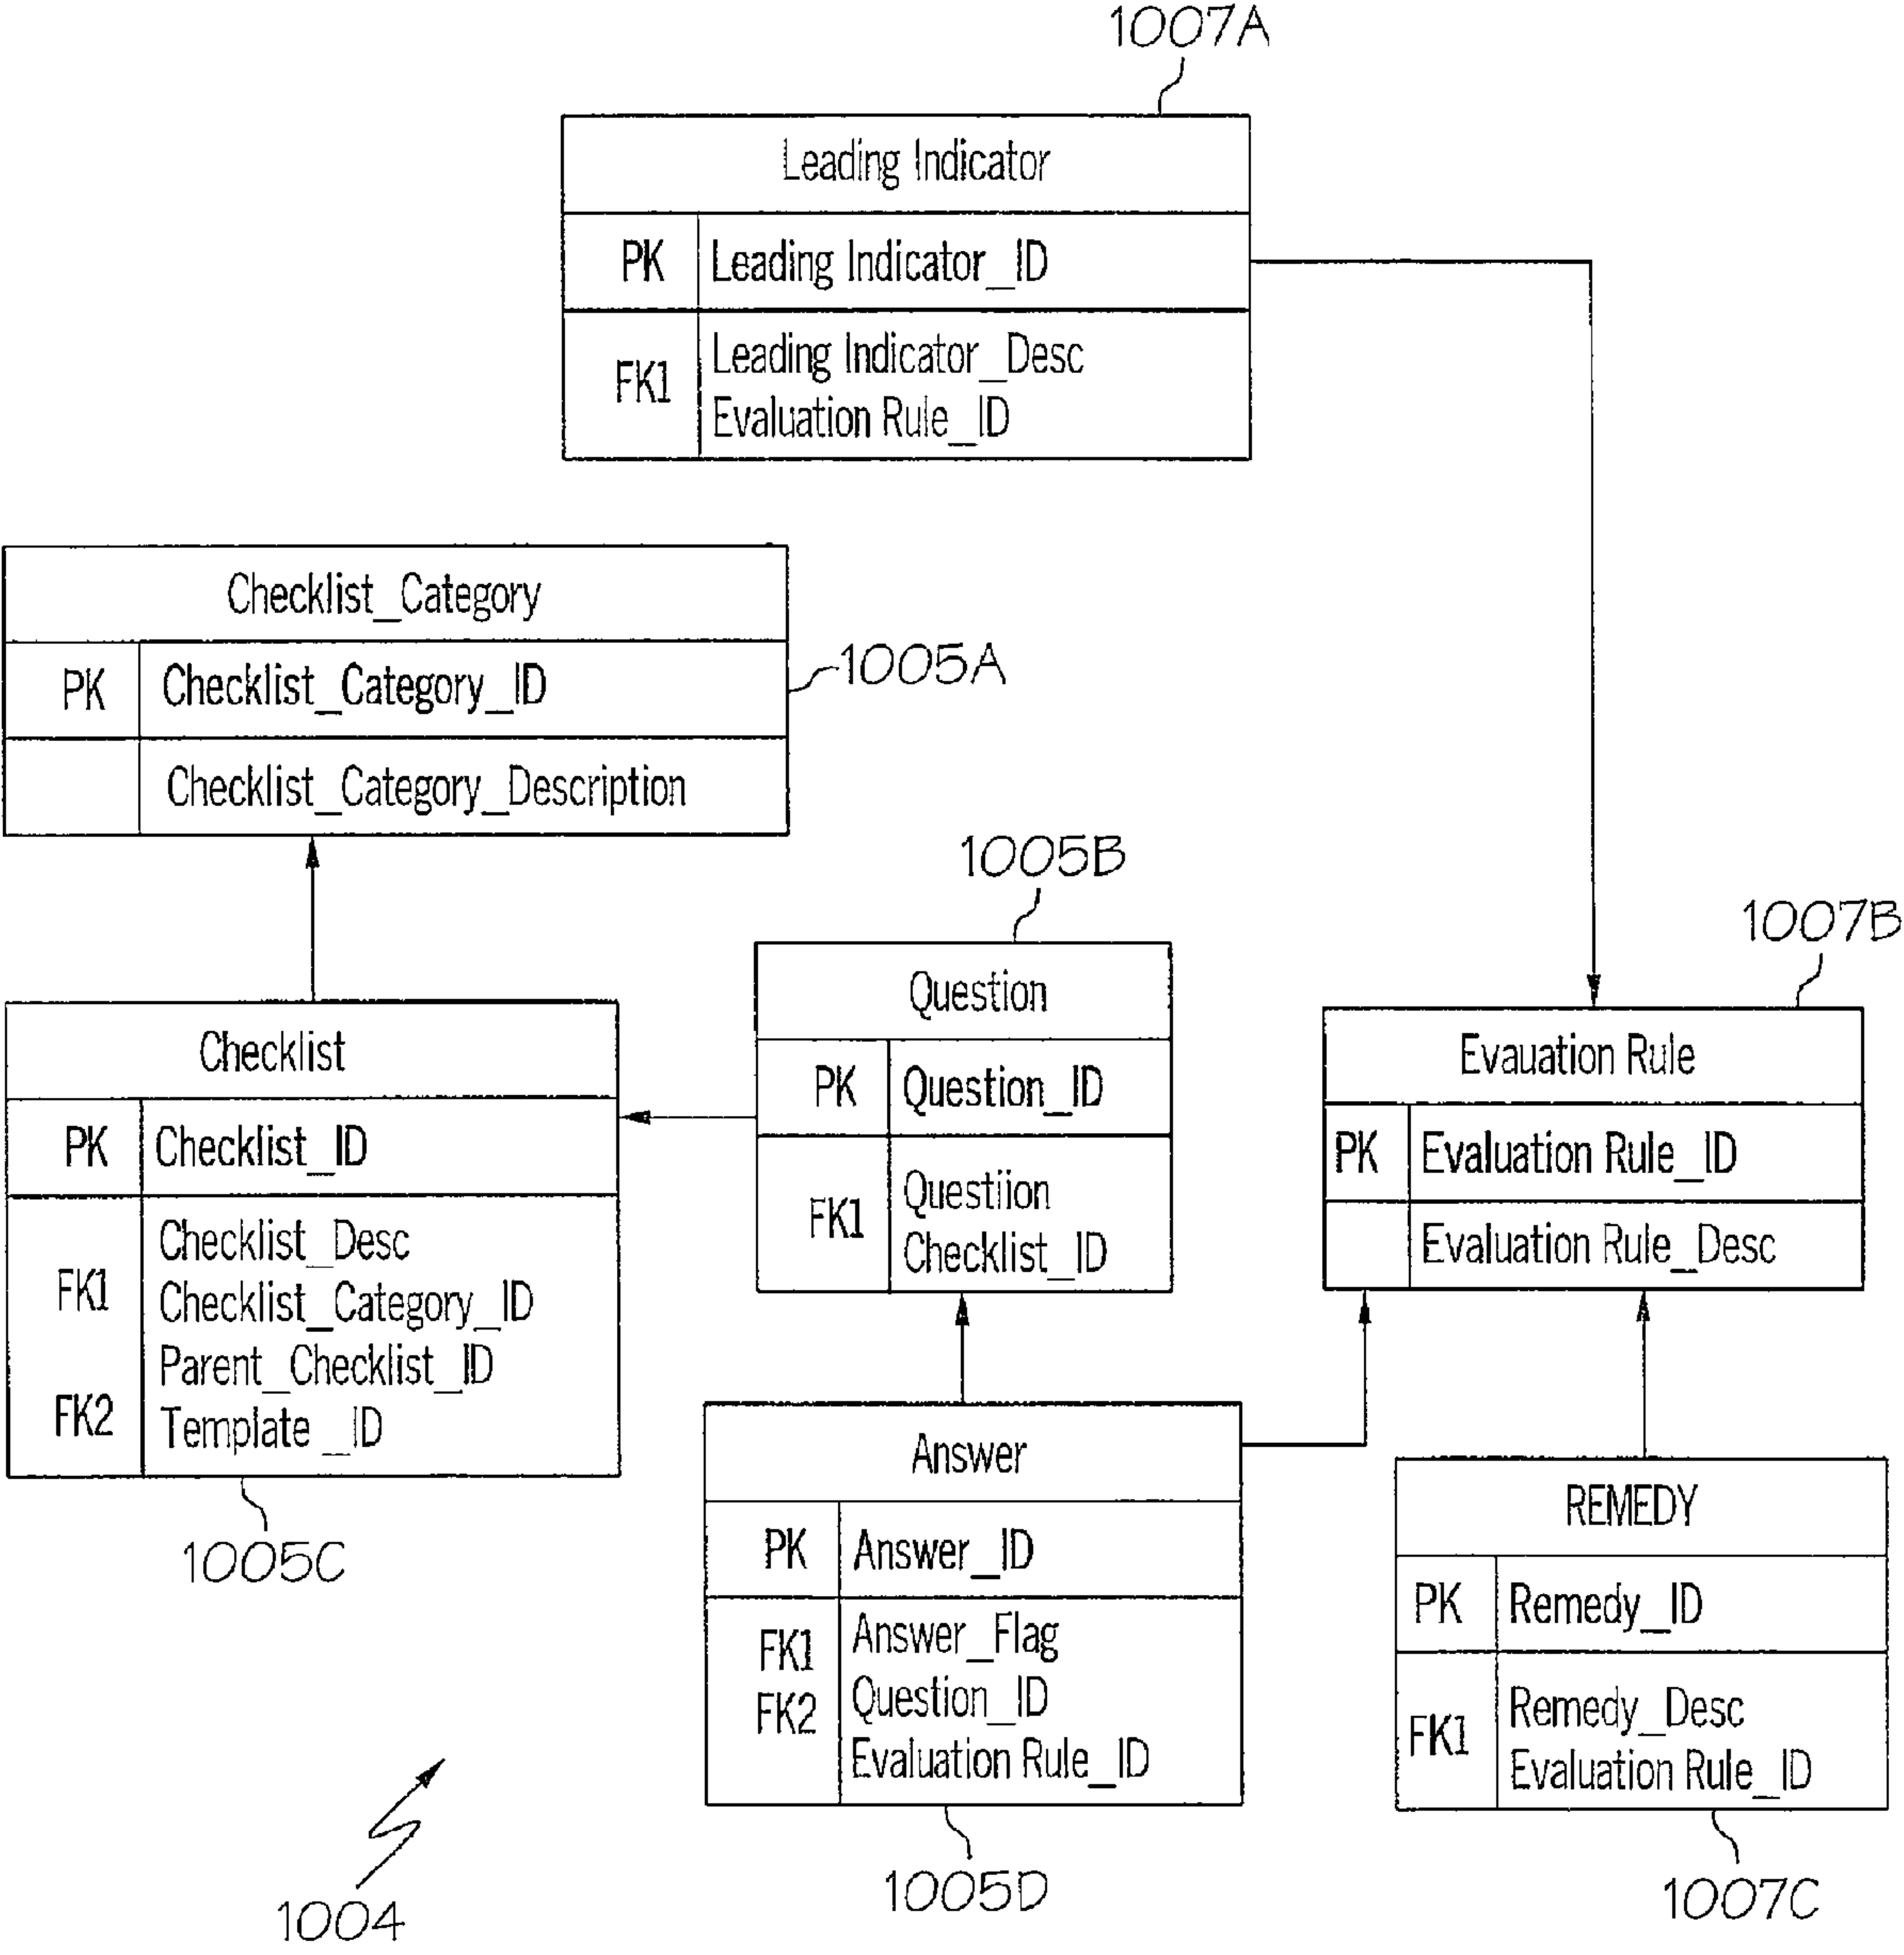 1007A
Leading Indicator
PK Leading Indicator_ID
Leading Indicator_Desc
FK1
Evaluation Rule_ID
Checklist_Category
PK Checklist_Category_ID
Checklist_Category_Description
1005A
1005B
Question
PK Question_ID
Questiion
FK1
Checklist_ID
1007B
Evauation Rule
PK Evaluation Rule_ID
Evaluation Rule_Desc
Checklist
PK Checklist_ID
Checklist_Desc
FK1 Checklist_Category_ID
Parent_Checklist_ID
FK2 Template _ID
1005C
Answer
PK Answer_ID
FK1 Answer_Flag
FK2 Question_ID
Evaluation Rule_ID
1005D
REMEDY
PK Remedy_ID
Remedy_Desc
FK1
Evaluation Rule_ID
1007C
1004